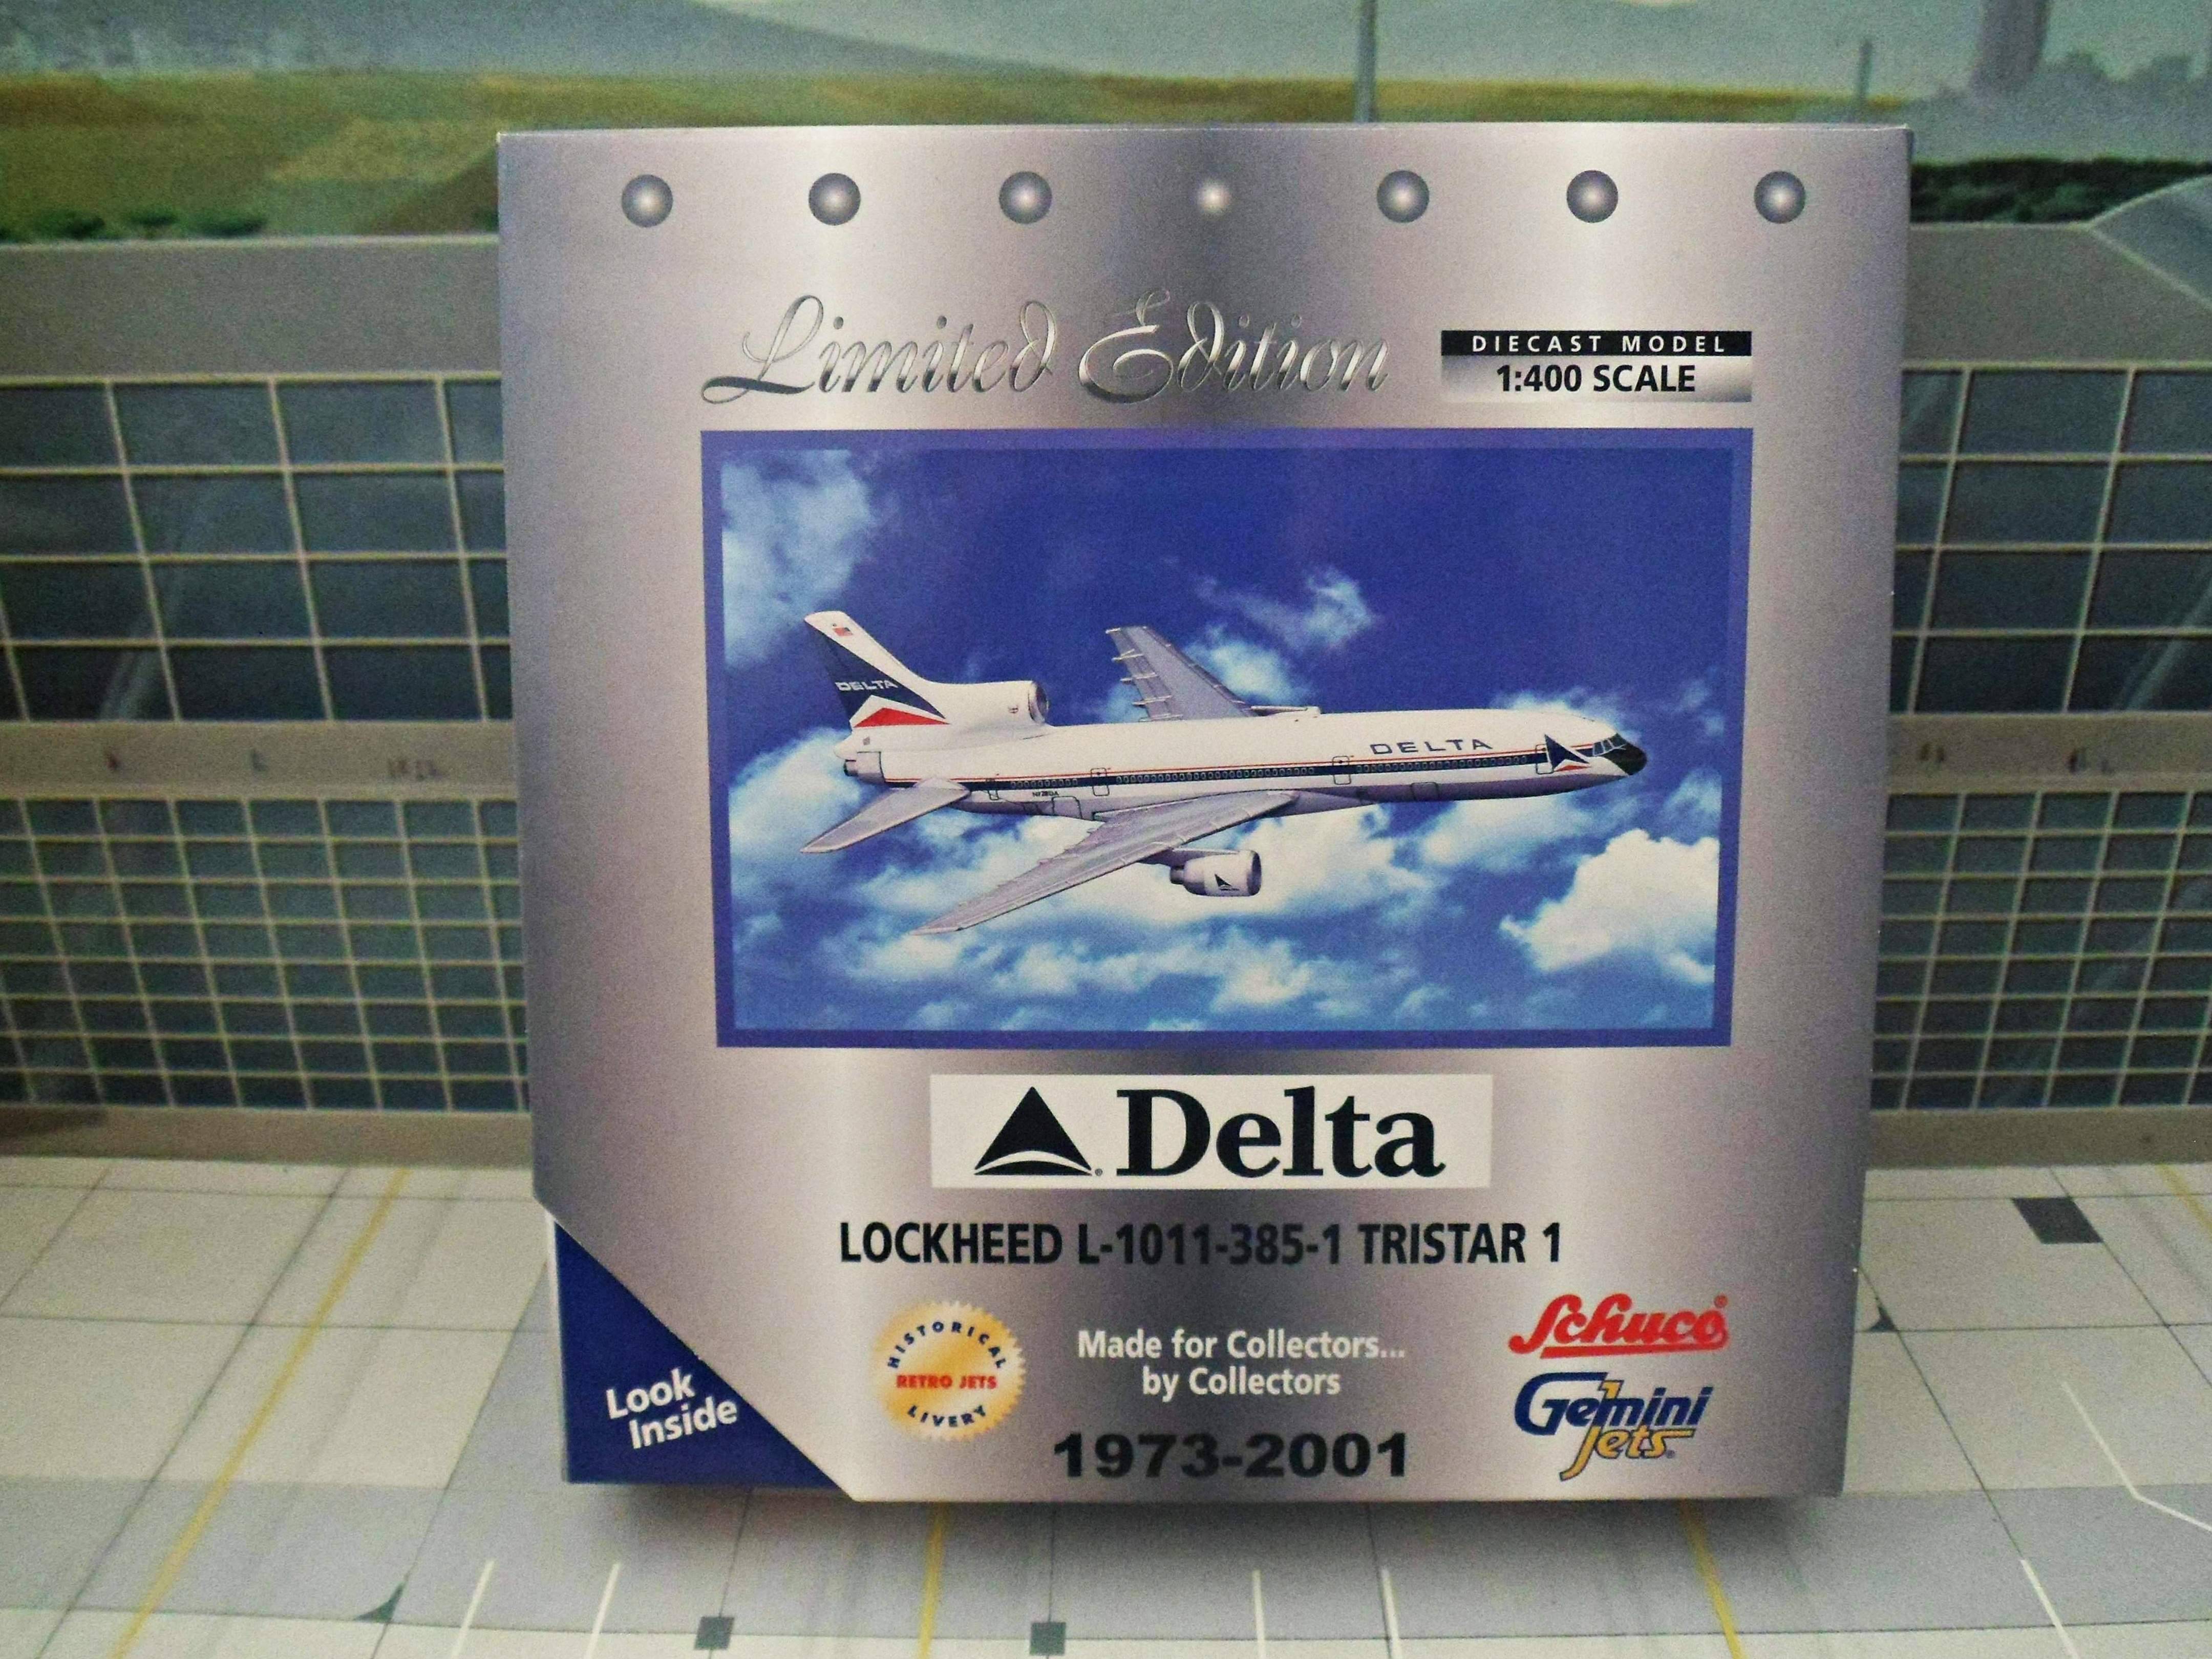 Limited Edition
DIECAST MODEL
1:400 SCALE
DELTA
DELTA
Delta
LOCKHEED L-1011-385-1 TRISTAR 1
HISTORICAL
RETRO JETS
LIVERY
Made for Collectors...
by Collectors
1973-2001
Schuco®
Gemini
Jets®
Look
Inside